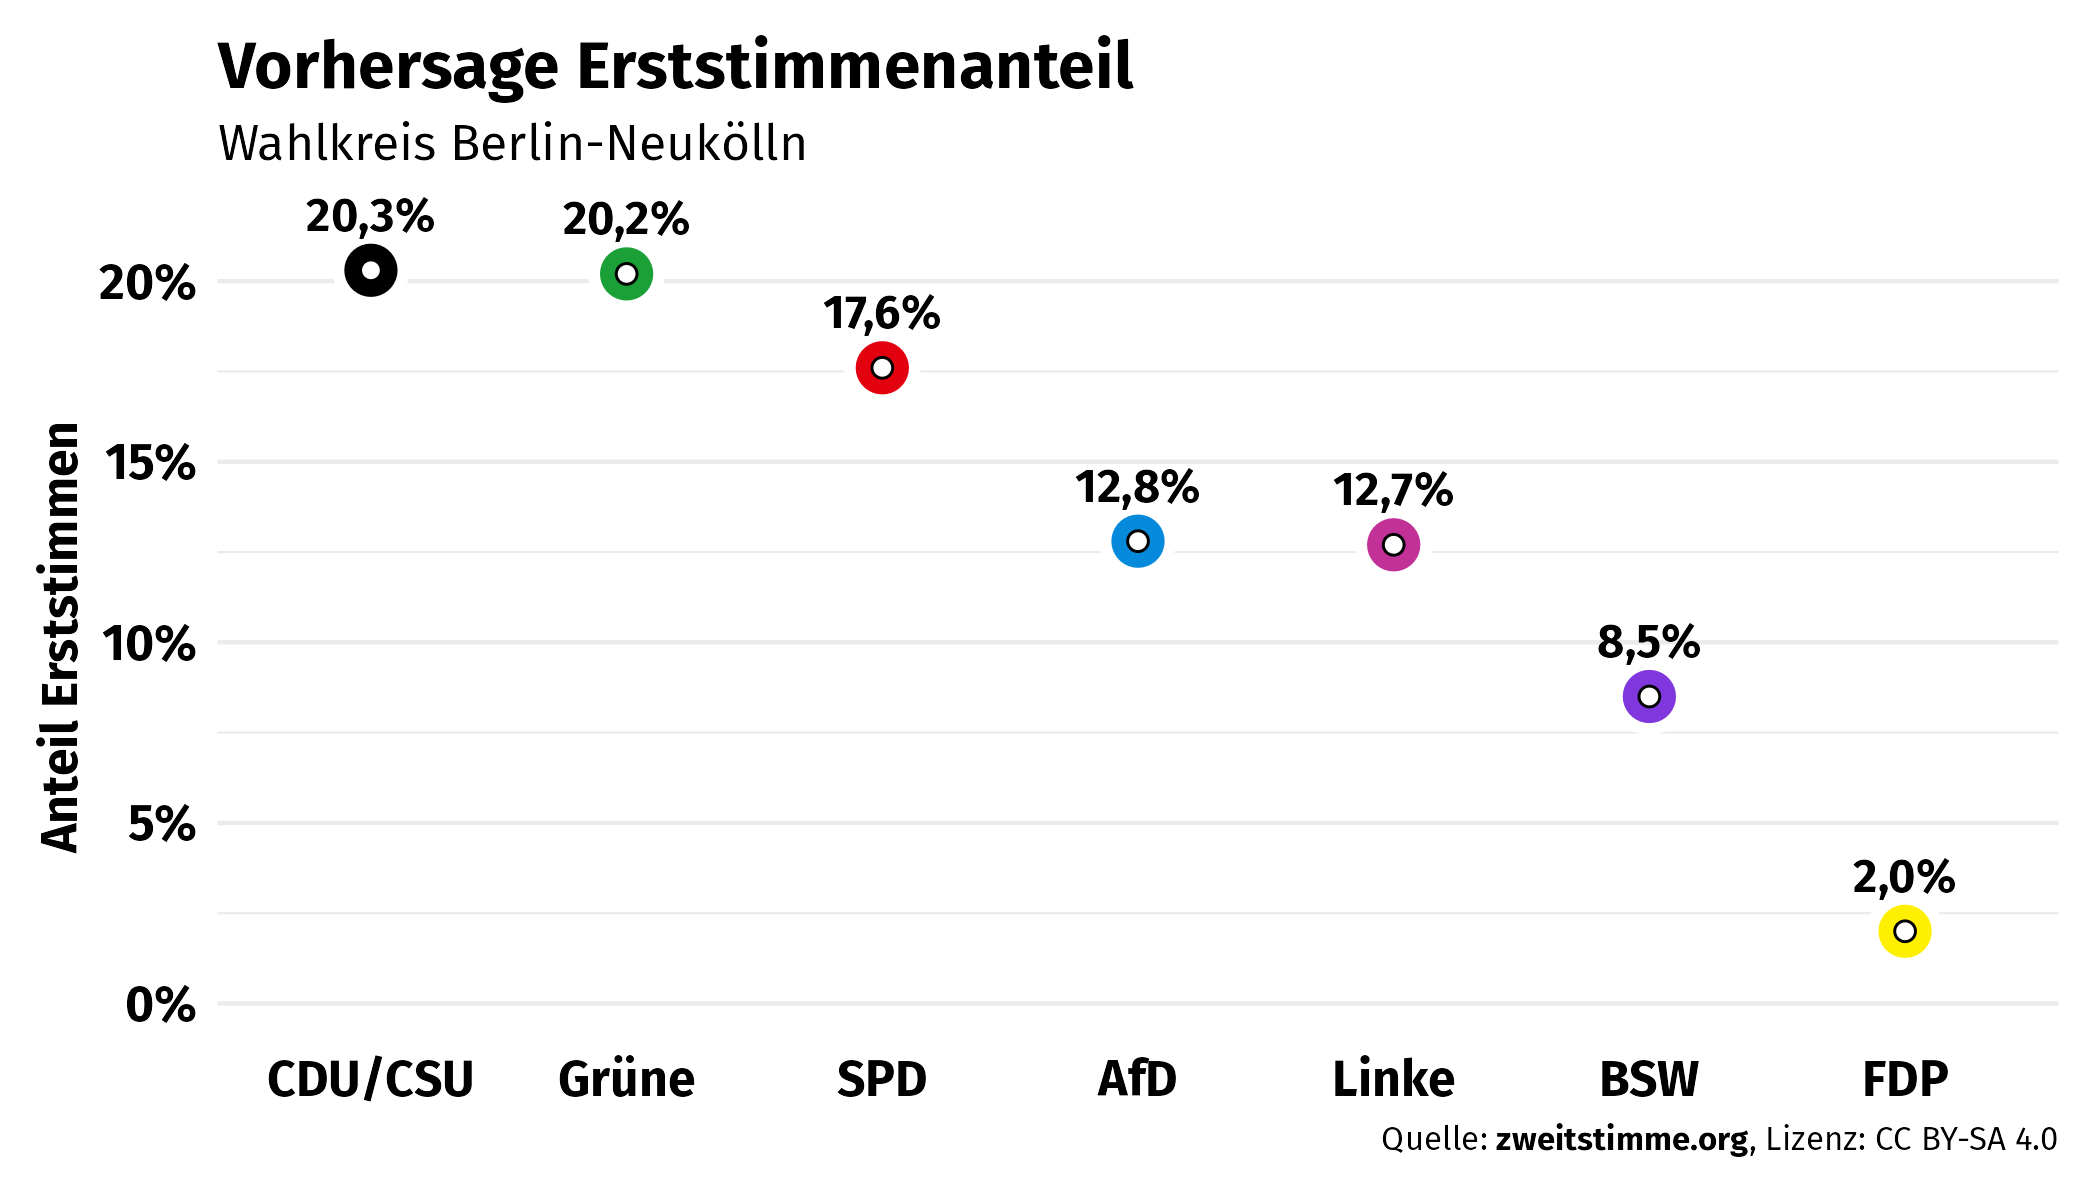 Vorhersage Erststimmenanteil
Wahlkreis Berlin-Neukölln
20,3%
20,2%
17,6%
12,8%
12,7%
8,5%
2,0%
20%
15%
10%
5%
0%
Anteil Erststimmen
CDU/CSU Grüne SPD AfD Linke BSW FDP
Quelle: zweitstimme.org, Lizenz: CC BY-SA 4.0